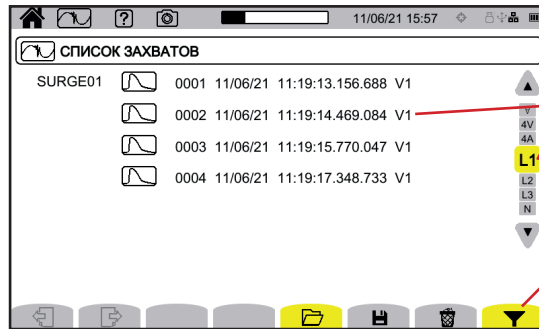 ? 11/06/21 15:57
СПИСОК ЗАХВАТОВ
SURGE01 0001 11/06/21 11:19:13.156.688 V1
0002 11/06/21 11:19:14.469.084 V1
0003 11/06/21 11:19:15.770.047 V1
0004 11/06/21 11:19:17.348.733 V1
∀
4V
4A
L1
L2
L3
N